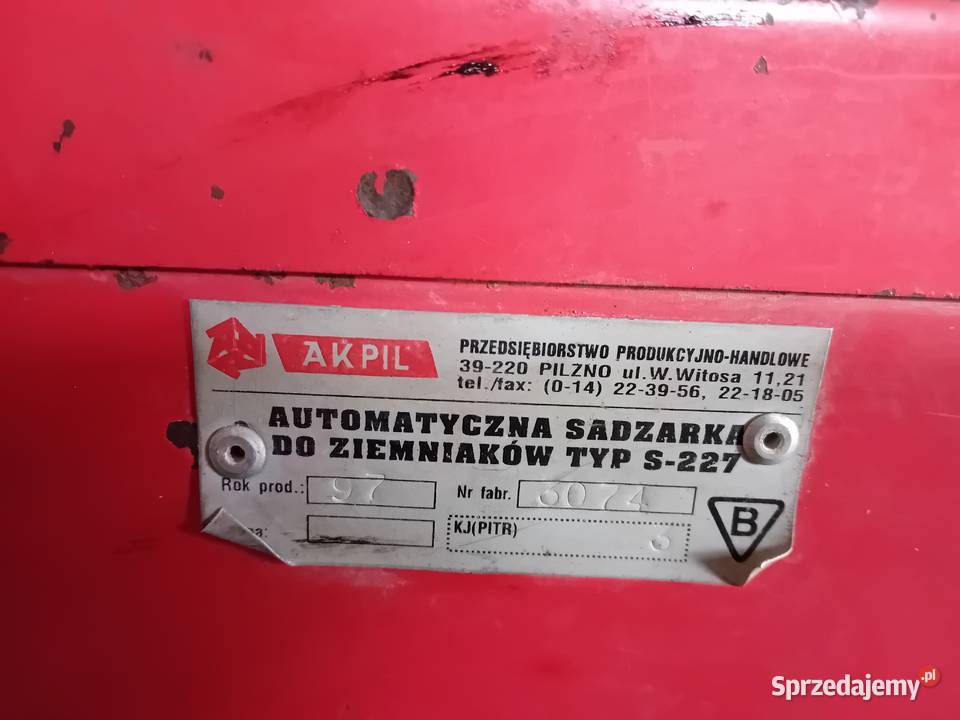 AKPIL
PRZEDSIĘBIORSTWO PRODUKCYJNO-HANDLOWE
39-220 PILZNO ul. W. Witosa 11,21
tel./fax: (0-14) 22-39-56, 22-18-05
AUTOMATYCZNA SADZARKA
DO ZIEMNIAKÓW TYP S-227
Rok prod.: 97 Nr fabr. 6074
KJ(PITR)
B
Sprzedajemy.pl